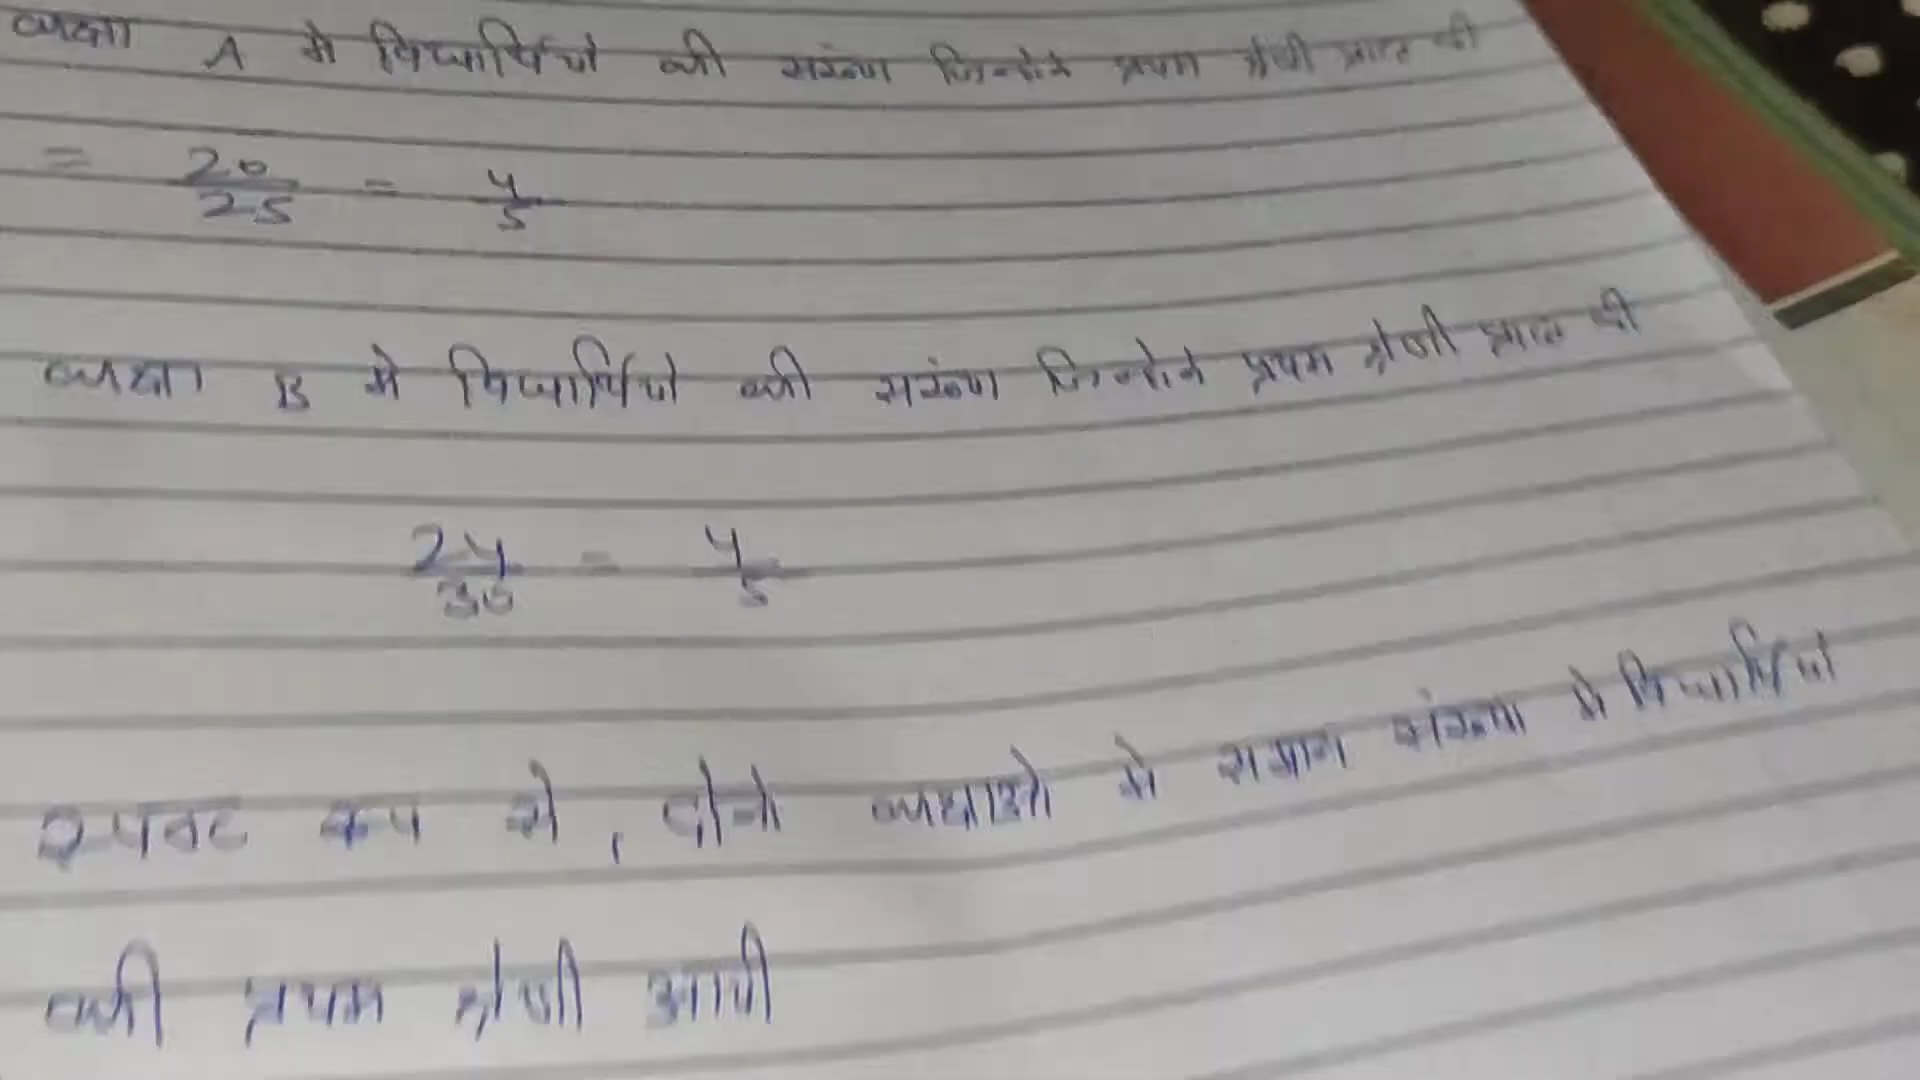 कक्षा A मे विधार्थियो की संख्या जिन्होने प्रथम श्रेणी प्राप्त की
= 20/25 = 4/5
कक्षा B मे विधार्थियो की संख्या जिन्होने प्रथम श्रेणी प्राप्त की
24/30 = 4/5
स्पष्ट रूप से, दोनो कक्षाओ मे समान संख्या मे विधार्थियो
की प्रथम श्रेणी आयी